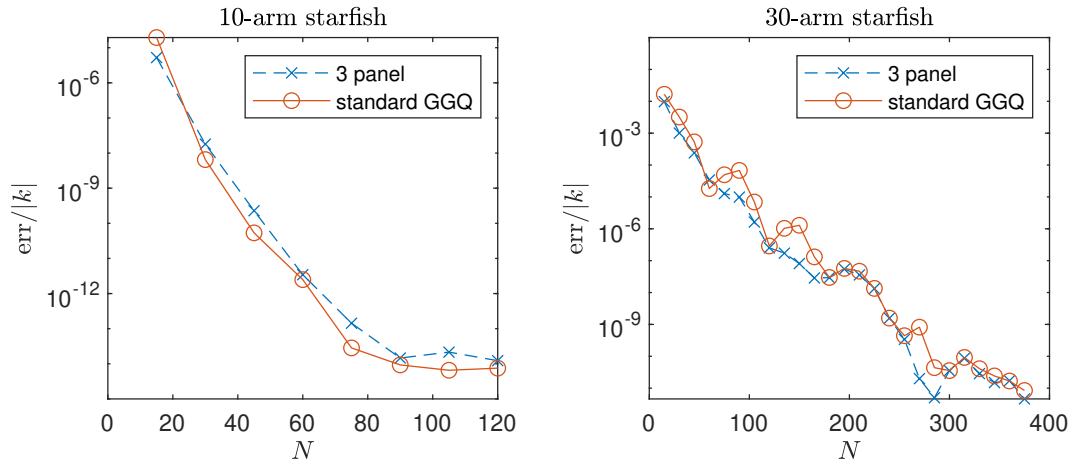 10-arm starfish
3 panel
standard GGQ
10^-6
10^-9
10^-12
err/|k|
0 20 40 60 80 100 120
N
30-arm starfish
3 panel
standard GGQ
10^-3
10^-6
10^-9
err/|k|
0 100 200 300 400
N